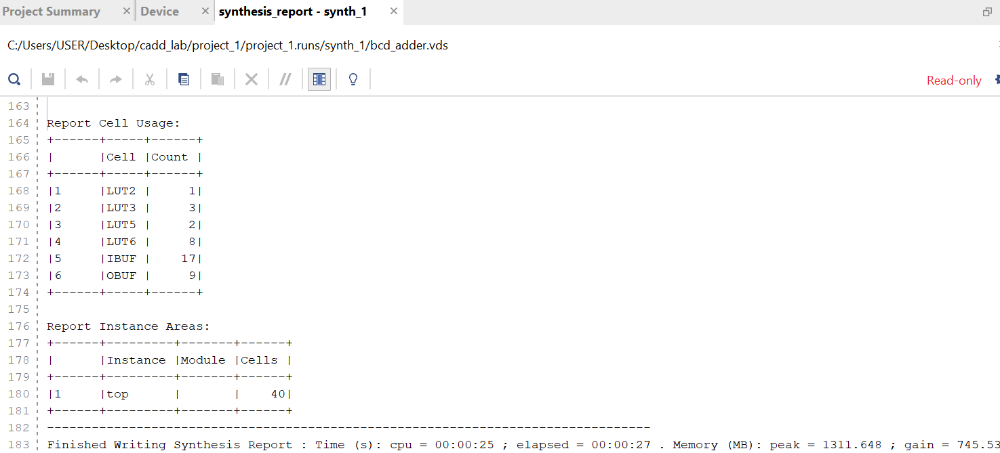 Project Summary × Device × synthesis_report - synth_1 ×
C:/Users/USER/Desktop/cadd_lab/project_1/project_1.runs/synth_1/bcd_adder.vds
Read-only
163
164 Report Cell Usage:
165 +------+-----+------+
166 |      |Cell |Count |
167 +------+-----+------+
168 |1     |LUT2 |     1|
169 |2     |LUT3 |     3|
170 |3     |LUT5 |     2|
171 |4     |LUT6 |     8|
172 |5     |IBUF |    17|
173 |6     |OBUF |     9|
174 +------+-----+------+
175
176 Report Instance Areas:
177 +------+---------+-------+------+
178 |      |Instance |Module |Cells |
179 +------+---------+-------+------+
180 |1     |top      |       |    40|
181 +------+---------+-------+------+
182 ---------------------------------------------------------------------------------
183 Finished Writing Synthesis Report : Time (s): cpu = 00:00:25 ; elapsed = 00:00:27 . Memory (MB): peak = 1311.648 ; gain = 745.53